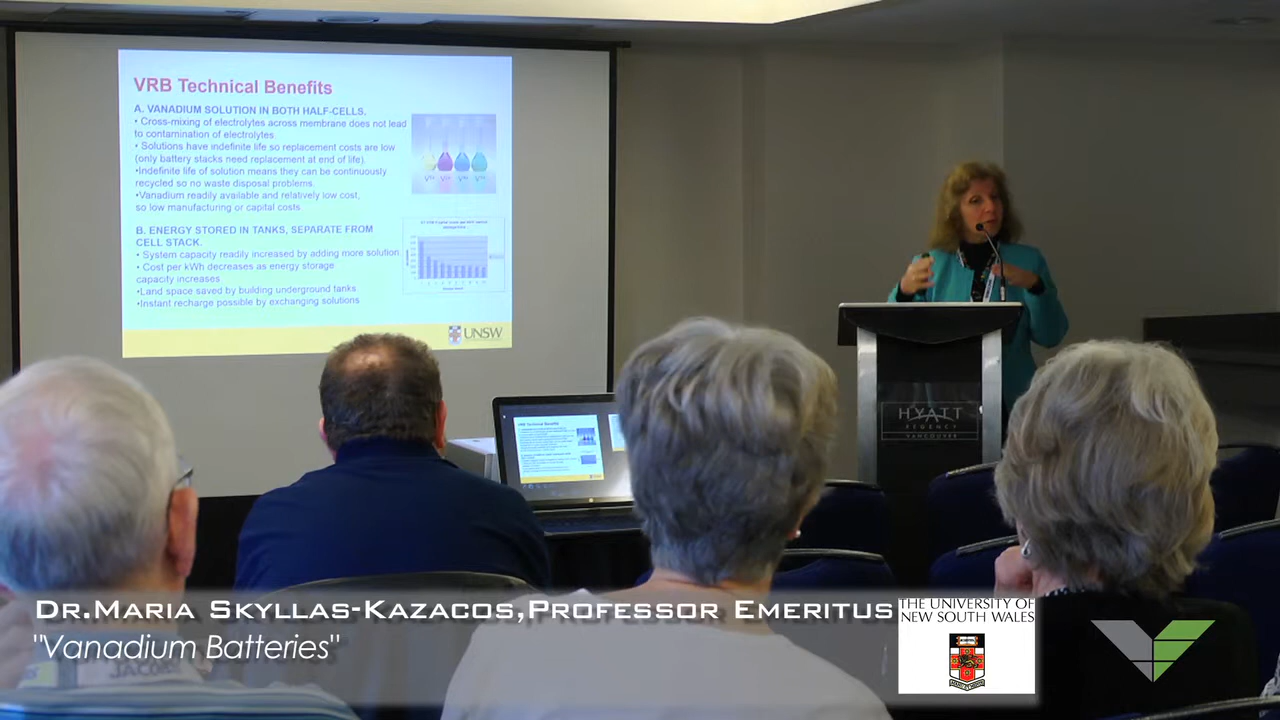 VRB Technical Benefits
A. VANADIUM SOLUTION IN BOTH HALF-CELLS.
• Cross-mixing of electrolytes across membrane does not lead
to contamination of electrolytes
• Solutions have indefinite life so replacement costs are low
(only battery stacks need replacement at end of life).
•Indefinite life of solution means they can be continuously
recycled so no waste disposal problems.
•Vanadium readily available and relatively low cost,
so low manufacturing or capital costs
B. ENERGY STORED IN TANKS, SEPARATE FROM
CELL STACK.
• System capacity readily increased by adding more solution
• Cost per kWh decreases as energy storage
capacity increases
•Land space saved by building underground tanks
•Instant recharge possible by exchanging solutions
UNSW
HYATT
REGENCY
VANCOUVER
VRB Technical Benefits
DR.MARIA SKYLLAS-KAZACOS,PROFESSOR EMERITUS
"Vanadium Batteries"
THE UNIVERSITY OF
NEW SOUTH WALES